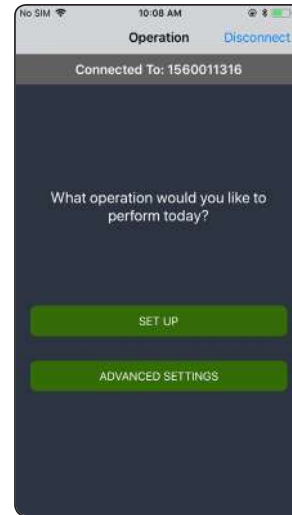 No SIM 10:08 AM
Operation Disconnect
Connected To: 1560011316
What operation would you like to
perform today?
SET UP
ADVANCED SETTINGS